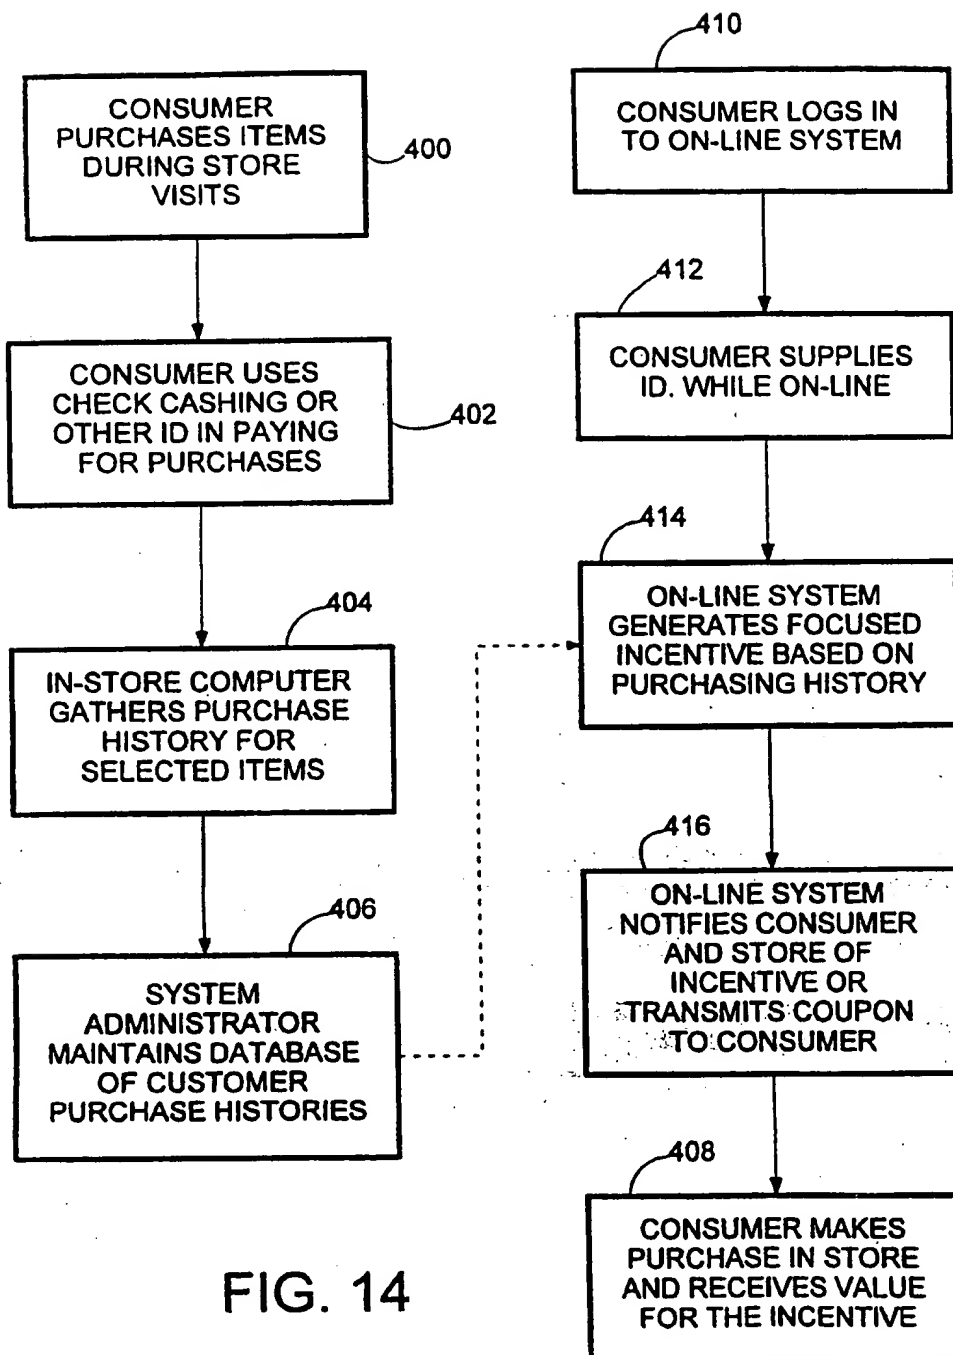 CONSUMER
PURCHASES ITEMS
DURING STORE
VISITS
400
CONSUMER USES
CHECK CASHING OR
OTHER ID IN PAYING
FOR PURCHASES
402
404
IN-STORE COMPUTER
GATHERS PURCHASE
HISTORY FOR
SELECTED ITEMS
406
SYSTEM
ADMINISTRATOR
MAINTAINS DATABASE
OF CUSTOMER
PURCHASE HISTORIES
410
CONSUMER LOGS IN
TO ON-LINE SYSTEM
412
CONSUMER SUPPLIES
ID. WHILE ON-LINE
414
ON-LINE SYSTEM
GENERATES FOCUSED
INCENTIVE BASED ON
PURCHASING HISTORY
416
ON-LINE SYSTEM
NOTIFIES CONSUMER
AND STORE OF
INCENTIVE OR
TRANSMITS COUPON
TO CONSUMER
408
CONSUMER MAKES
PURCHASE IN STORE
AND RECEIVES VALUE
FOR THE INCENTIVE
FIG. 14